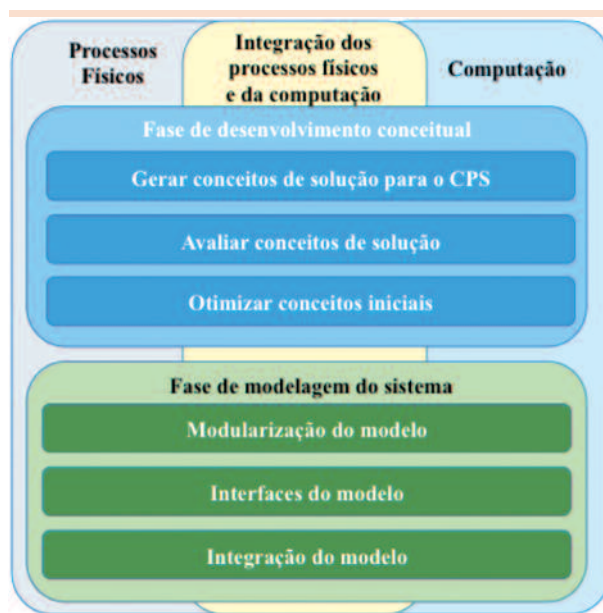 Processos
Físicos
Integração dos
processos físicos
e da computação
Computação
Fase de desenvolvimento conceitual
Gerar conceitos de solução para o CPS
Avaliar conceitos de solução
Otimizar conceitos iniciais
Fase de modelagem do sistema
Modularização do modelo
Interfaces do modelo
Integração do modelo